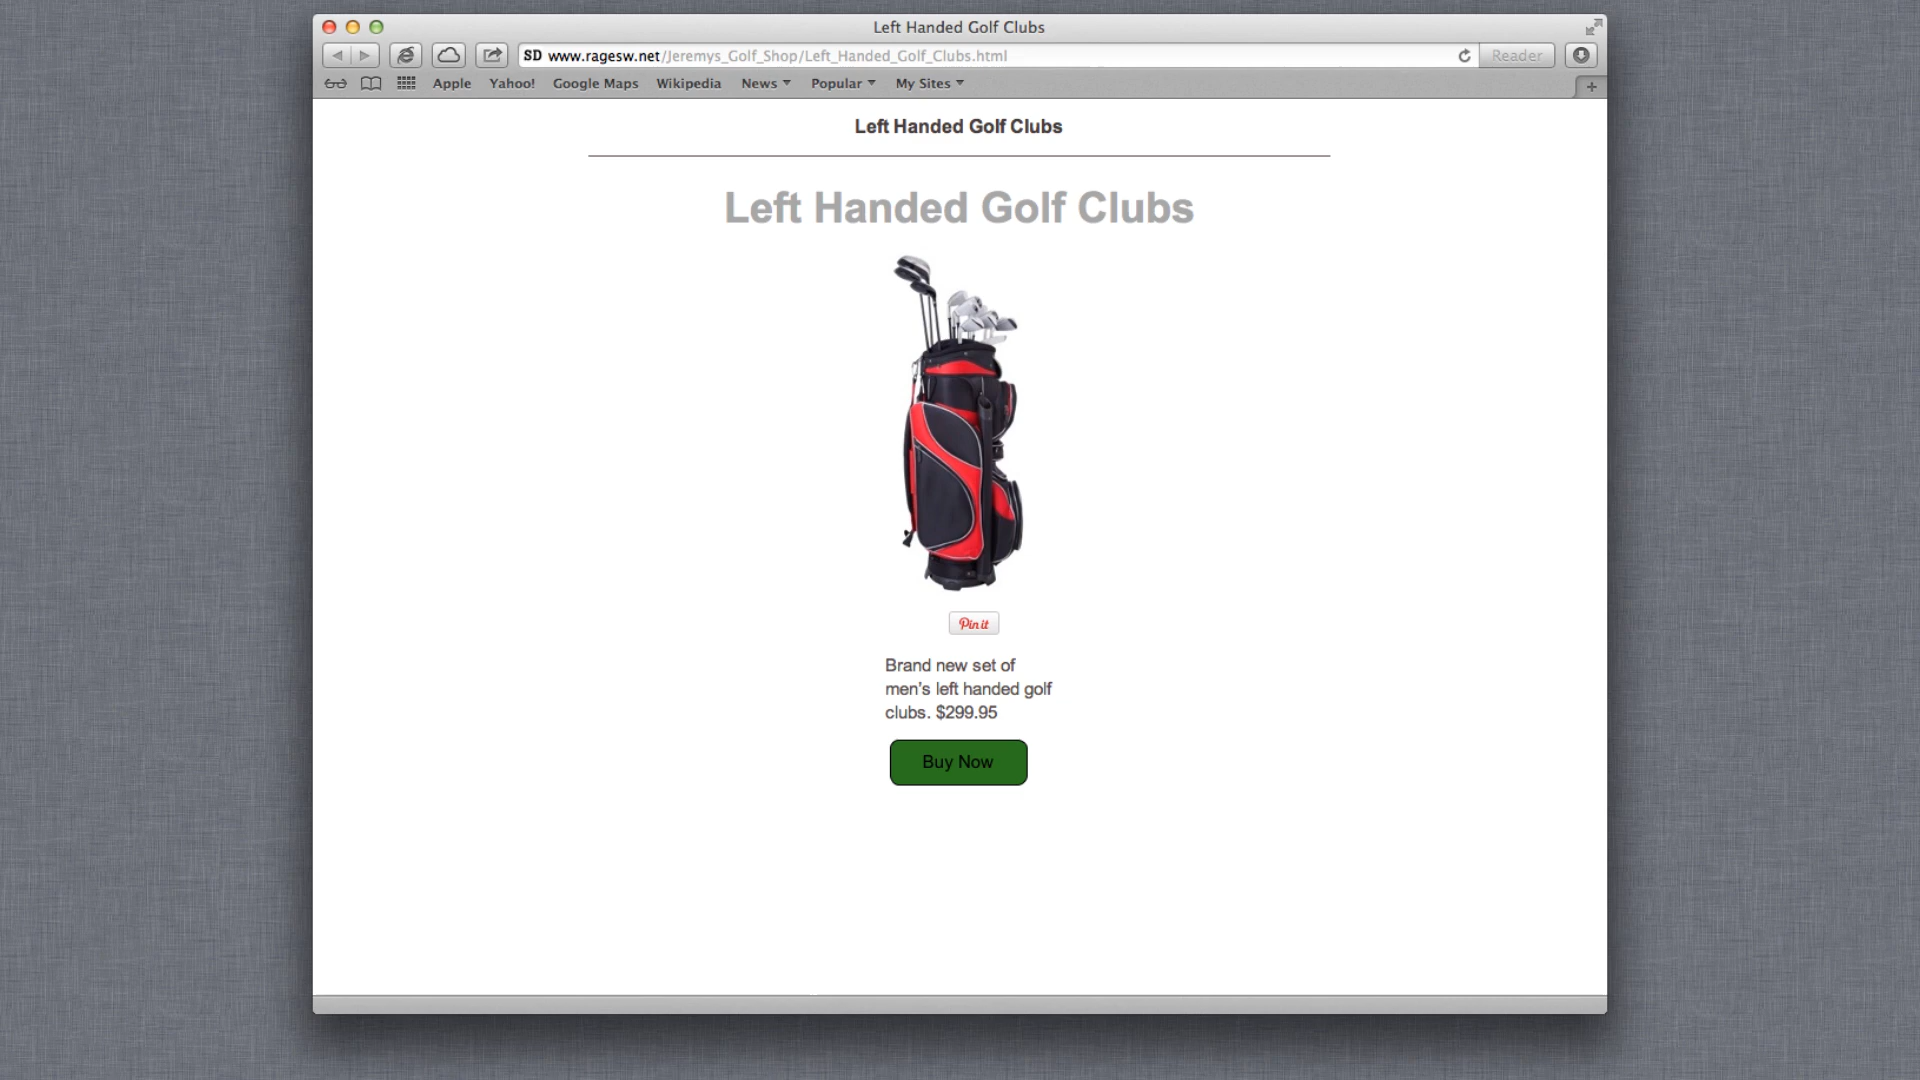 Left Handed Golf Clubs
SD www.ragesw.net/Jeremys_Golf_Shop/Left_Handed_Golf_Clubs.html
Reader
Apple Yahoo! Google Maps Wikipedia News Popular My Sites
Left Handed Golf Clubs
Left Handed Golf Clubs
Pin it
Brand new set of
men's left handed golf
clubs. $299.95
Buy Now